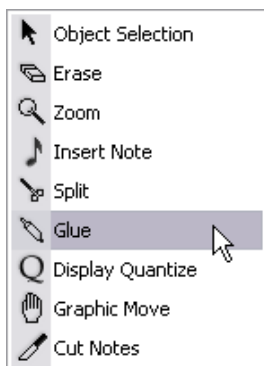 Object Selection
Erase
Zoom
Insert Note
Split
Glue
Display Quantize
Graphic Move
Cut Notes